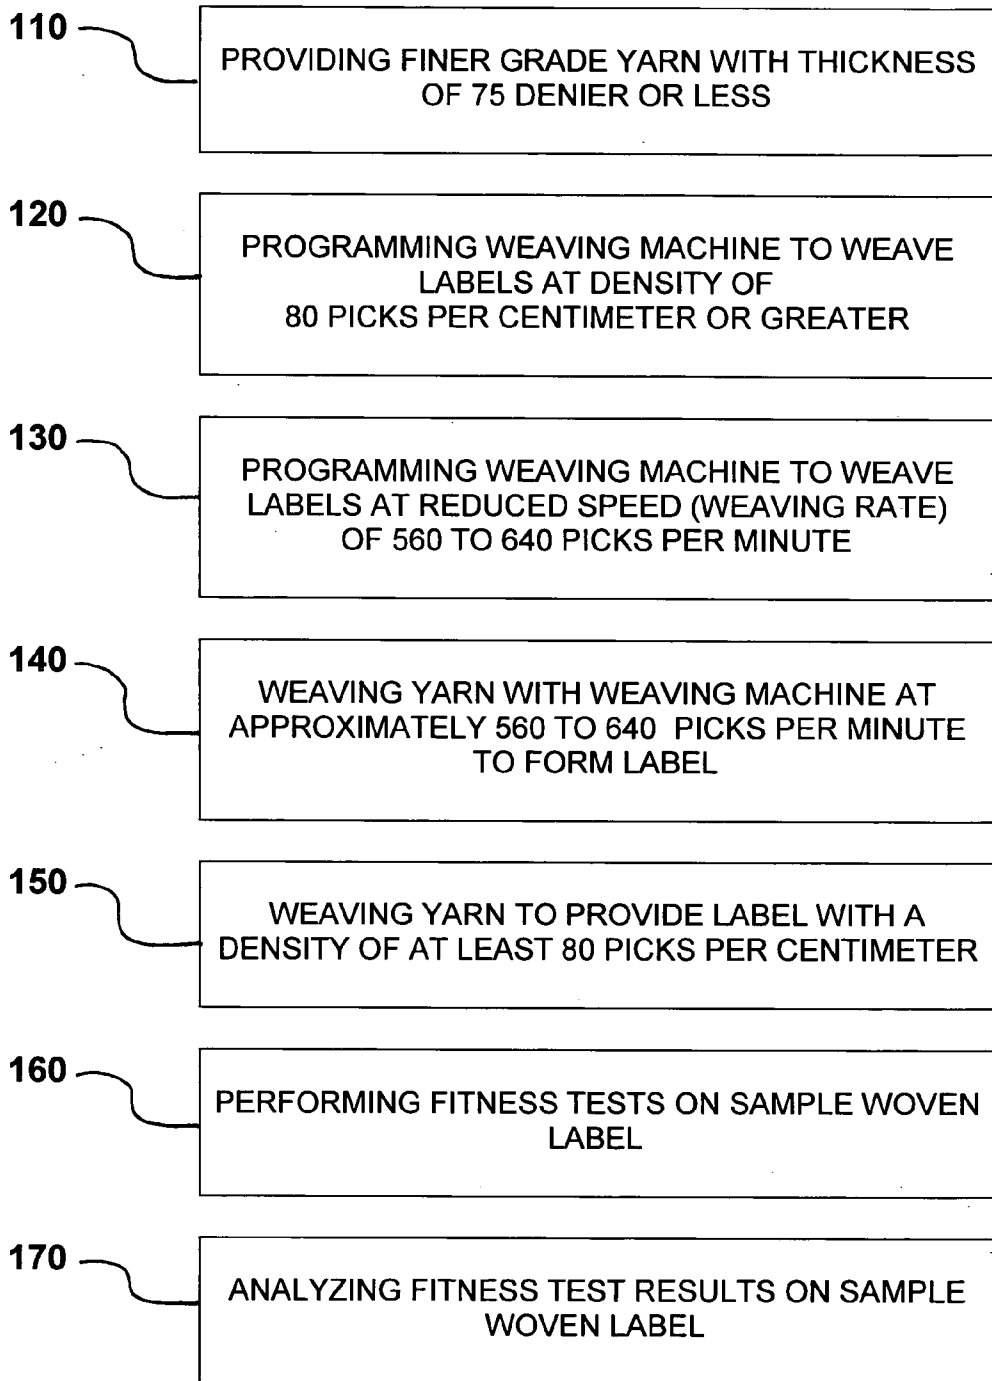 110
PROVIDING FINER GRADE YARN WITH THICKNESS
OF 75 DENIER OR LESS
120
PROGRAMMING WEAVING MACHINE TO WEAVE
LABELS AT DENSITY OF
80 PICKS PER CENTIMETER OR GREATER
130
PROGRAMMING WEAVING MACHINE TO WEAVE
LABELS AT REDUCED SPEED (WEAVING RATE)
OF 560 TO 640 PICKS PER MINUTE
140
WEAVING YARN WITH WEAVING MACHINE AT
APPROXIMATELY 560 TO 640 PICKS PER MINUTE
TO FORM LABEL
150
WEAVING YARN TO PROVIDE LABEL WITH A
DENSITY OF AT LEAST 80 PICKS PER CENTIMETER
160
PERFORMING FITNESS TESTS ON SAMPLE WOVEN
LABEL
170
ANALYZING FITNESS TEST RESULTS ON SAMPLE
WOVEN LABEL